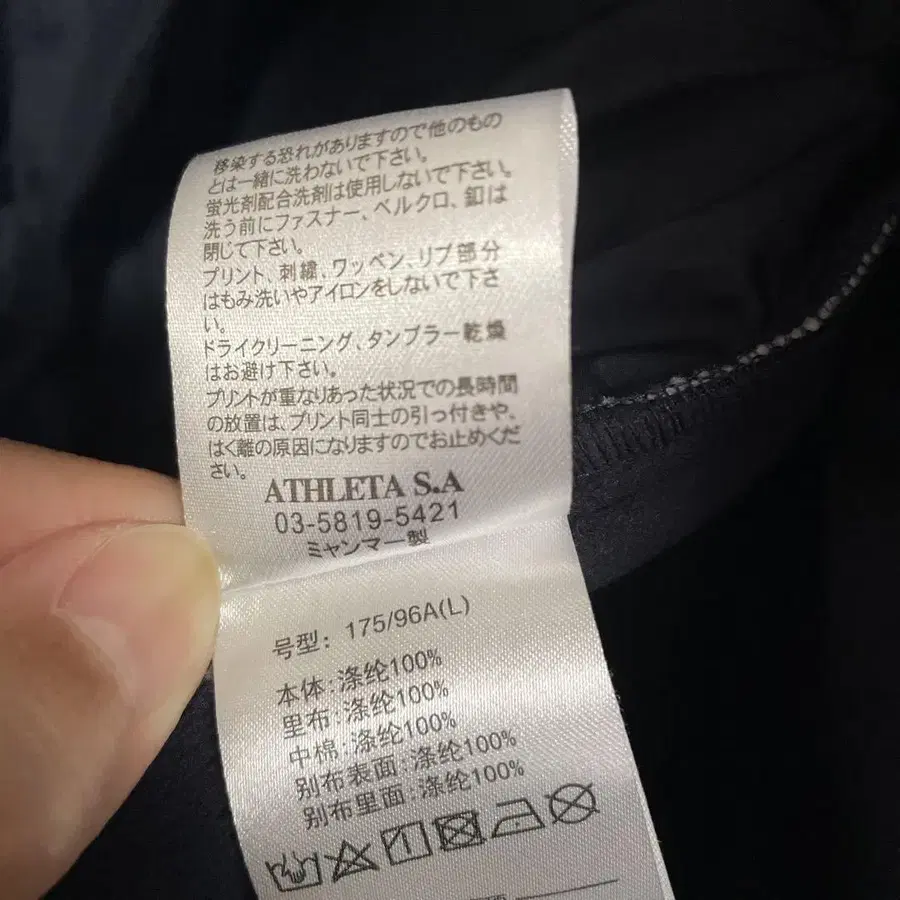 移染する恐れがありますので他のもの
とは一緒に洗わないで下さい。
蛍光剤配合洗剤は使用しないで下さい。
洗う前にファスナー、ベルクロ、釦は
閉じて下さい。
プリント、刺繍、ワッペン、リブ部分
はもみ洗いやアイロンをしないで下さ
い。
ドライクリーニング、タンブラー乾燥
はお避け下さい。
プリントが重なりあった状況での長時間
の放置は、プリント同士の引っ付きや、
はく離の原因になりますのでお止めくだ
さい。
ATHLETA S.A
03-5819-5421
ミャンマー製
号型: 175/96A(L)
本体:涤纶100%
里布:涤纶100%
中棉:涤纶100%
别布表面:涤纶100%
别布里面:涤纶100%